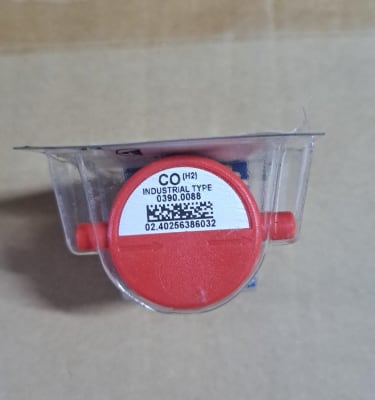 CO (H2)
INDUSTRIAL TYPE
0390.0088
02.40256386032